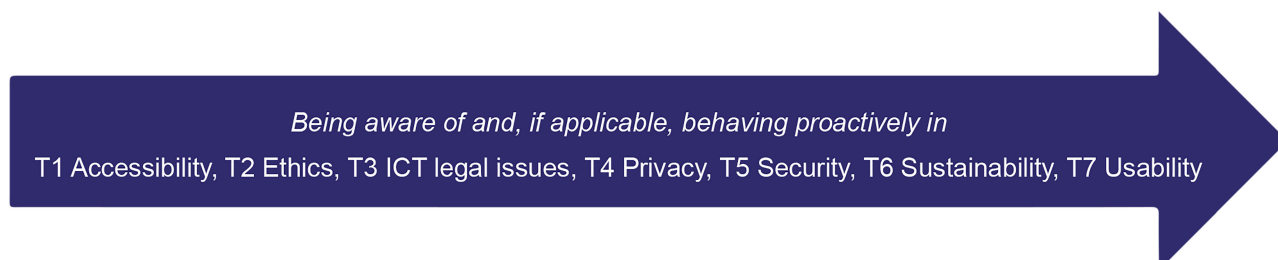 Being aware of and, if applicable, behaving proactively in
T1 Accessibility, T2 Ethics, T3 ICT legal issues, T4 Privacy, T5 Security, T6 Sustainability, T7 Usability